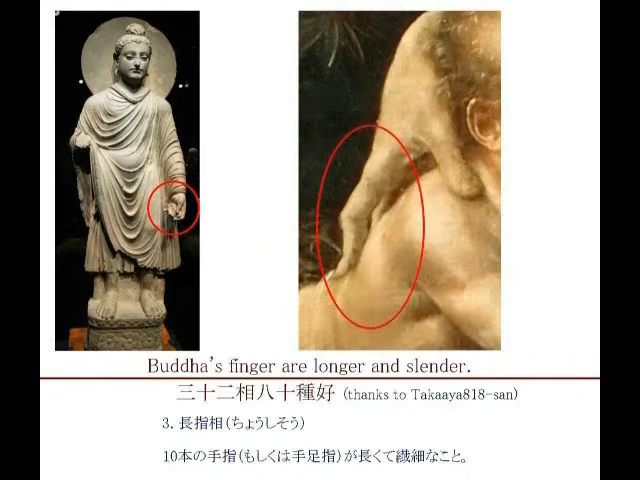 Buddha's finger are longer and slender.
三十二相八十種好 (thanks to Takaaya818-san)
3. 長指相(ちょうしそう)
10本の手指(もしくは手足指)が長くて繊細なこと。